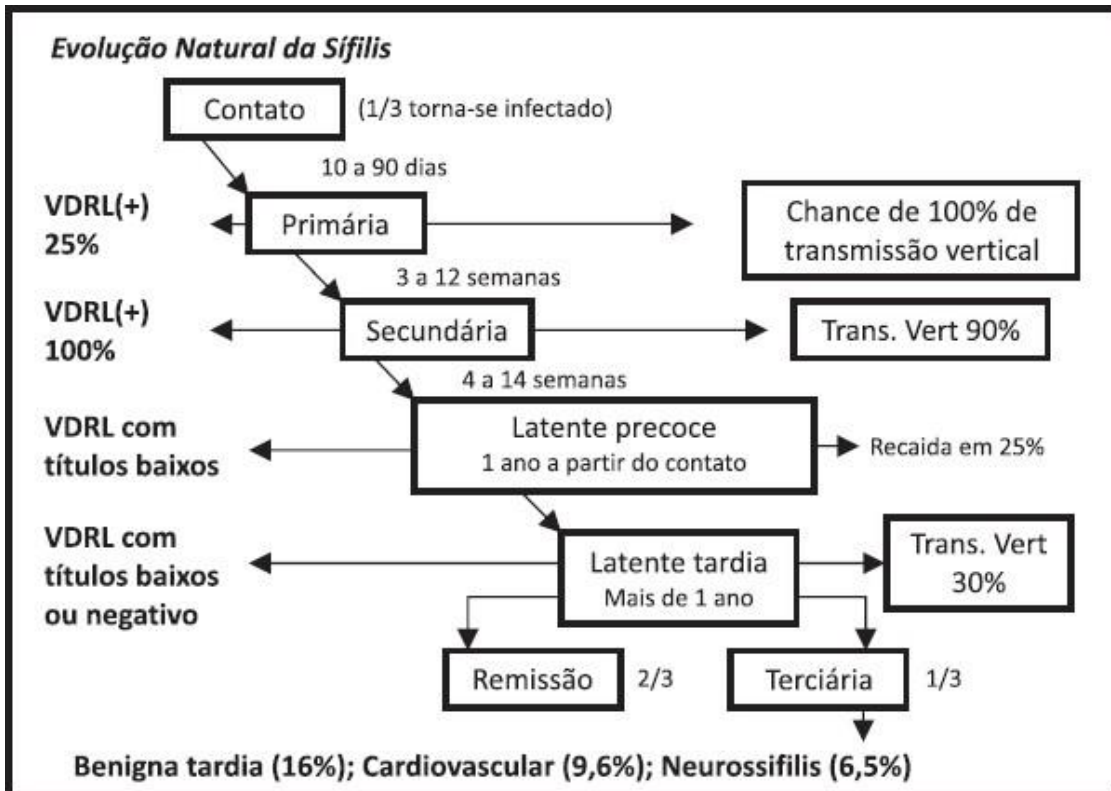 Evolução Natural da Sífilis
Contato
(1/3 torna-se infectado)
10 a 90 dias
VDRL(+)
25%
Primária
Chance de 100% de
transmissão vertical
3 a 12 semanas
VDRL(+)
100%
Secundária
Trans. Vert 90%
4 a 14 semanas
VDRL com
títulos baixos
Latente precoce
1 ano a partir do contato
Recaida em 25%
VDRL com
títulos baixos
ou negativo
Latente tardia
Mais de 1 ano
Trans. Vert
30%
Remissão
2/3
Terciária
1/3
Benigna tardia (16%); Cardiovascular (9,6%); Neurossifilis (6,5%)